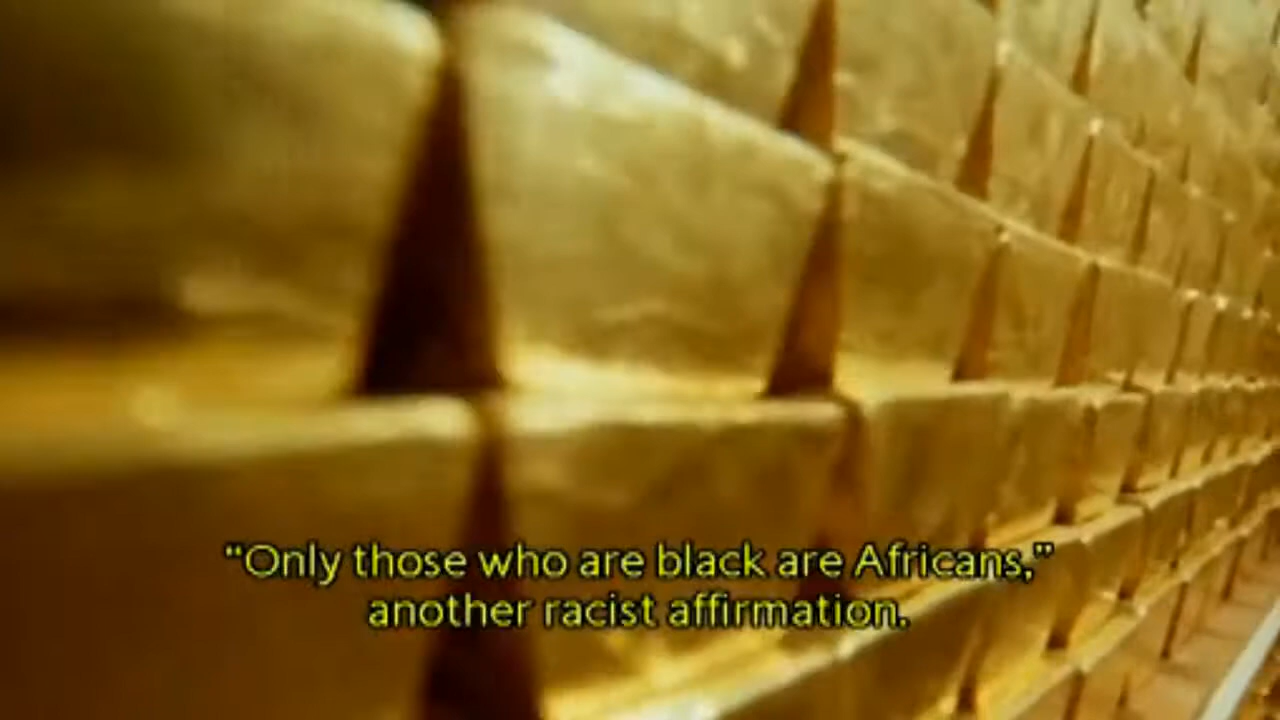 “Only those who are black are Africans,”
another racist affirmation.